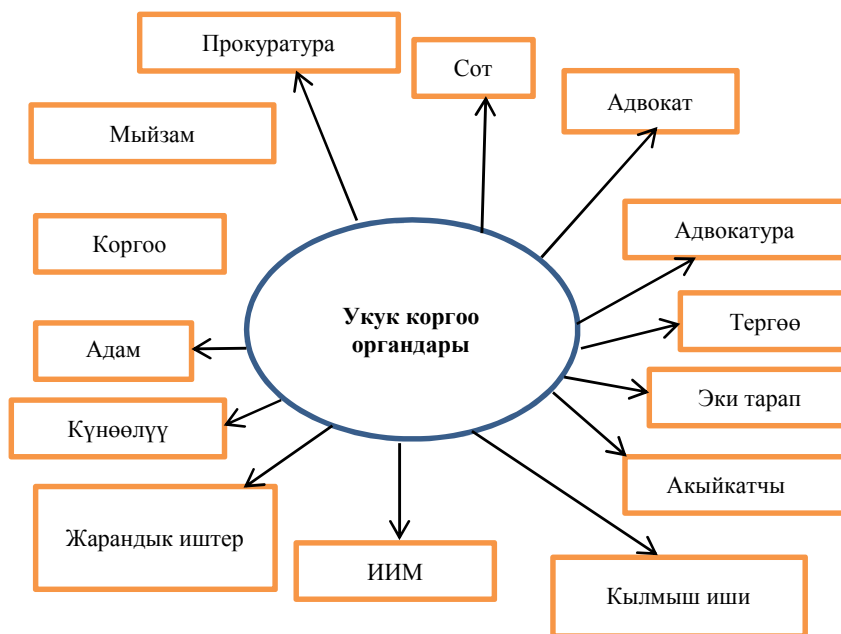 Прокуратура
Сот
Адвокат
Мыйзам
Коргоо
Адвокатура
Укук коргоо
органдары
Тергөө
Адам
Эки тарап
Күнөөлүү
Акыйкатчы
Жарандык иштер
ИИМ
Кылмыш иши